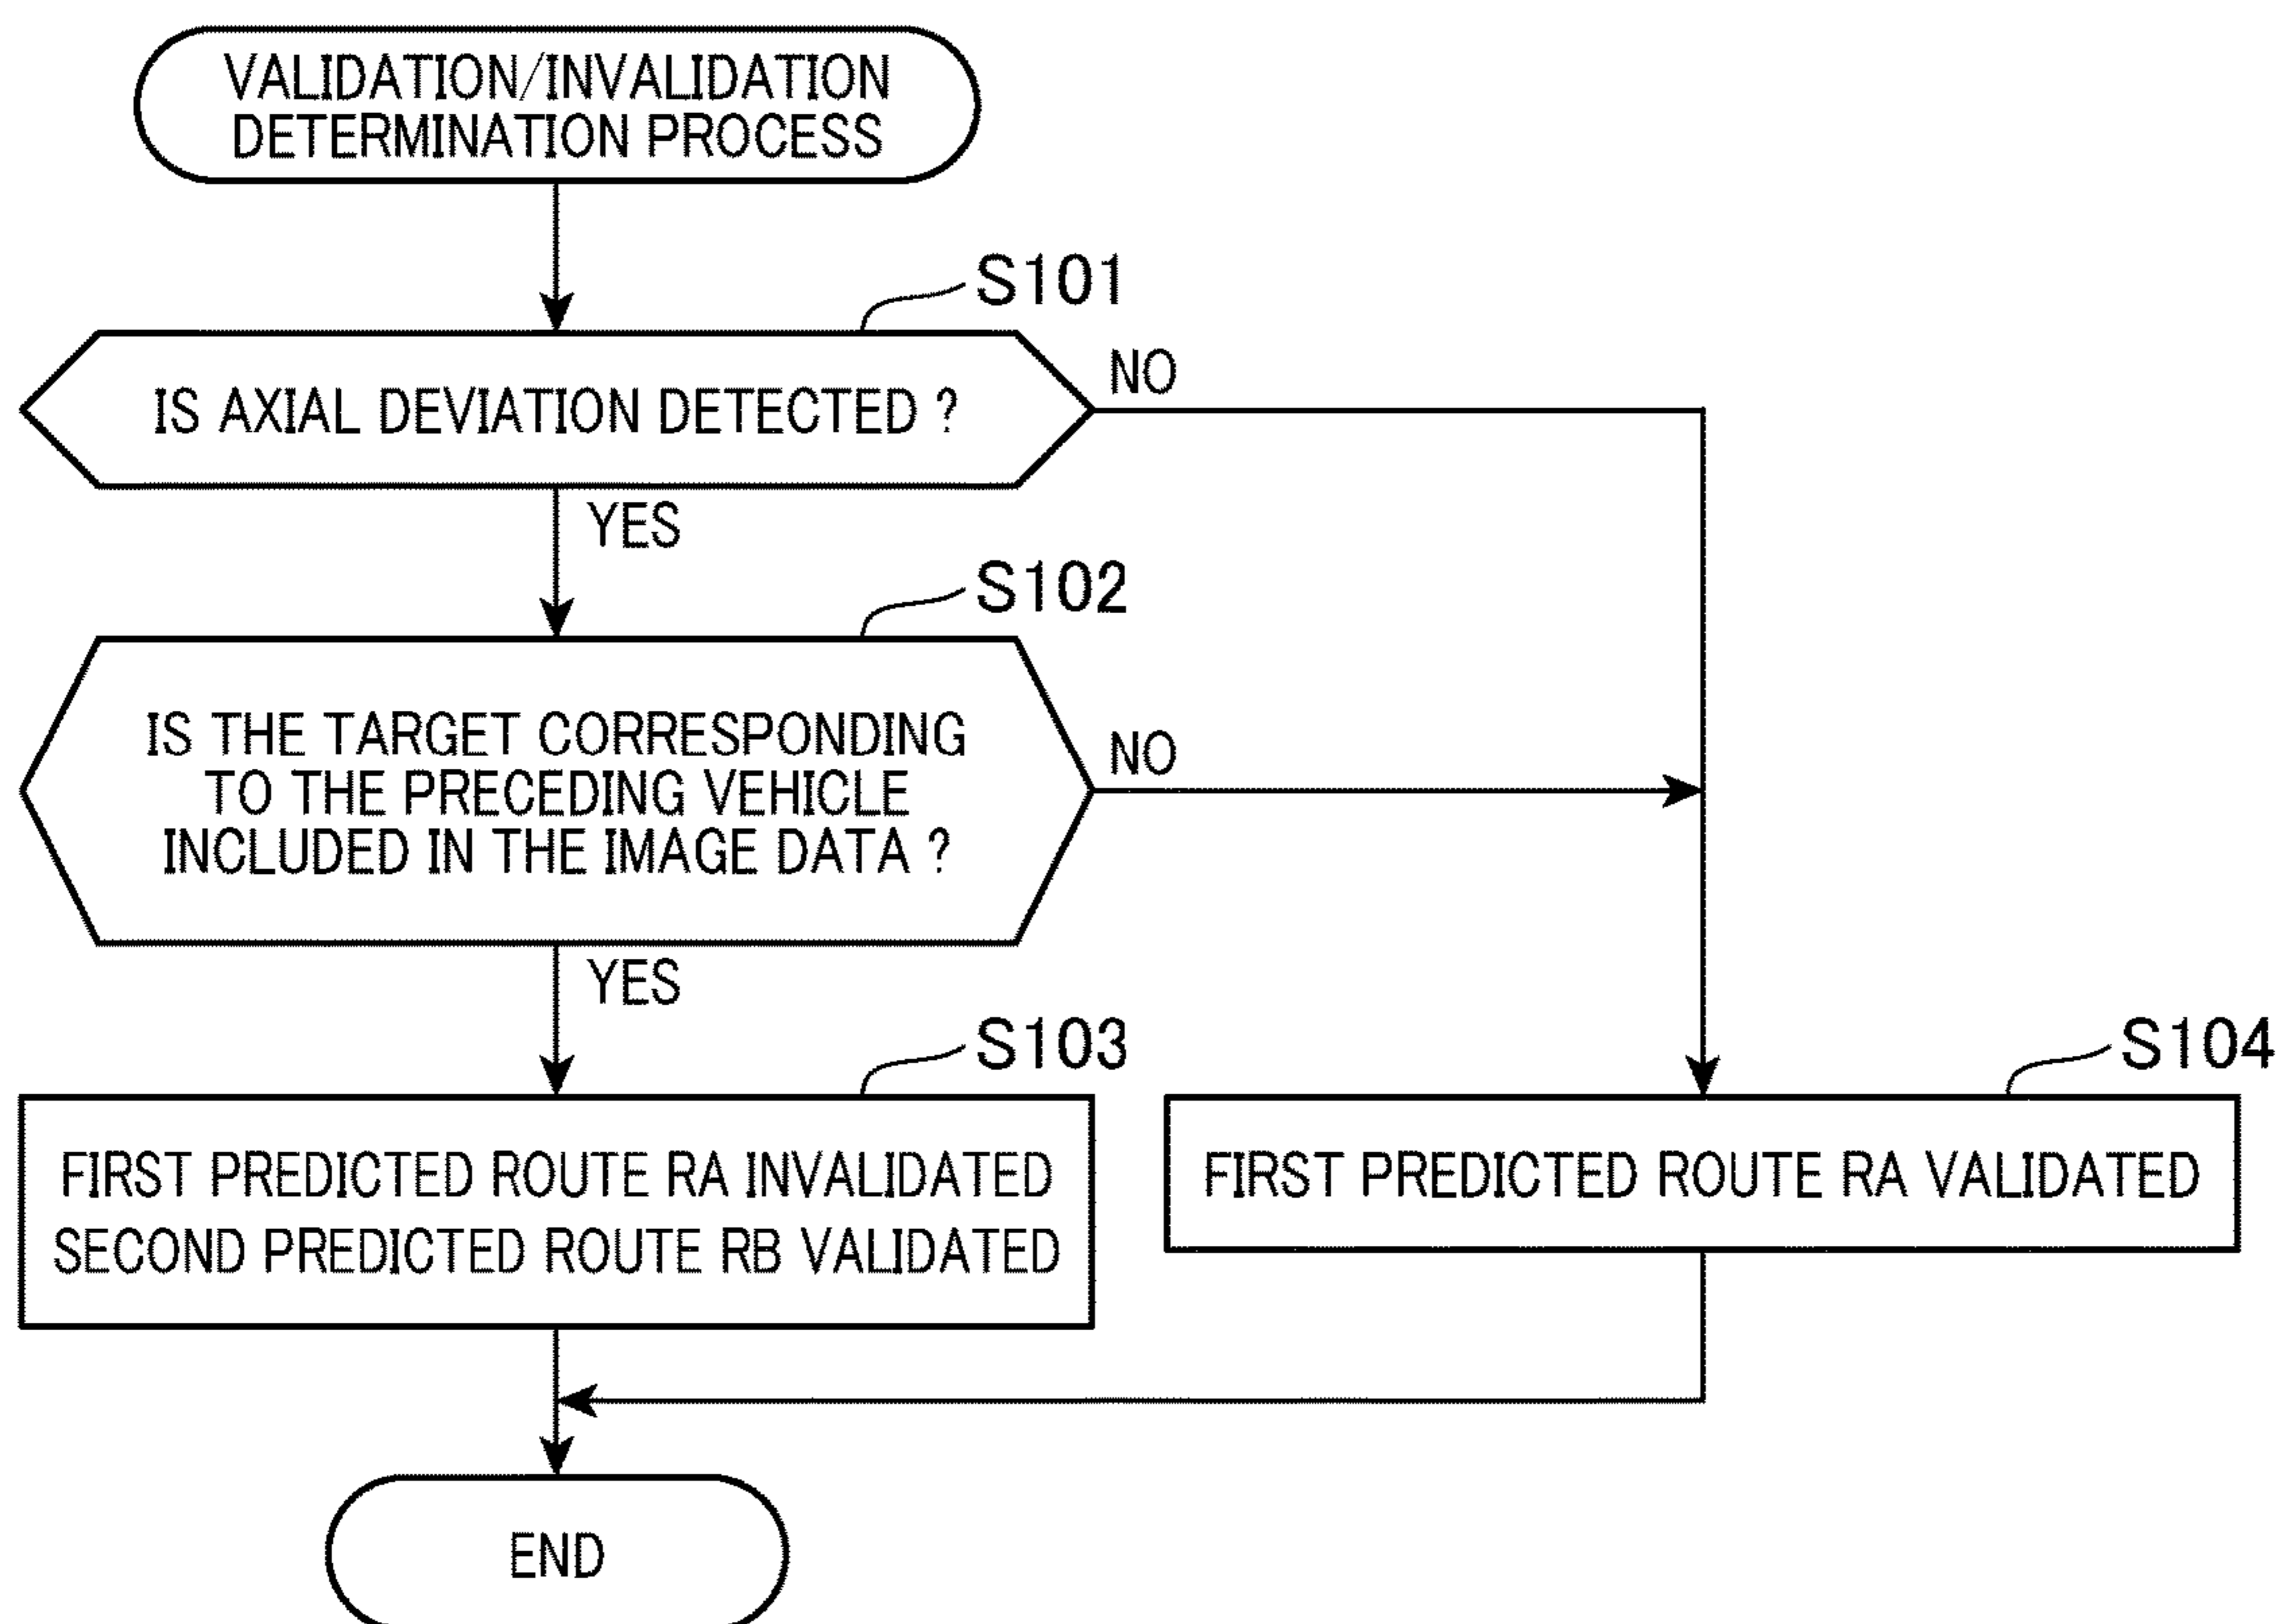 VALIDATION/INVALIDATION
DETERMINATION PROCESS
S101
IS AXIAL DEVIATION DETECTED ?
NO
YES
S102
IS THE TARGET CORRESPONDING
TO THE PRECEDING VEHICLE
INCLUDED IN THE IMAGE DATA ?
NO
YES
S103
FIRST PREDICTED ROUTE RA INVALIDATED
SECOND PREDICTED ROUTE RB VALIDATED
S104
FIRST PREDICTED ROUTE RA VALIDATED
END